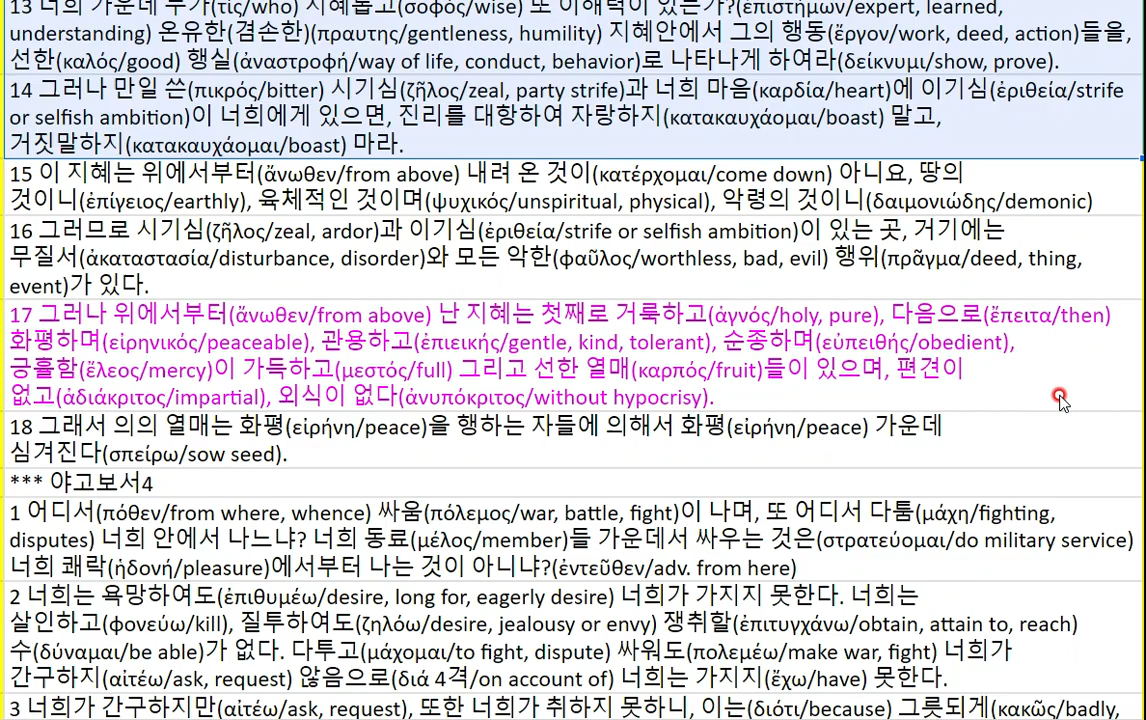 13 너희 가운데 누가(τίς/who) 지혜롭고(σοφός/wise) 또 이해력이 있는가?(ἐπιστήμων/expert, learned,
understanding) 온유한(겸손한)(πραυτης/gentleness, humility) 지혜안에서 그의 행동(ἔργον/work, deed, action)들을,
선한(καλός/good) 행실(ἀναστροφή/way of life, conduct, behavior)로 나타나게 하여라(δείκνυμι/show, prove).
14 그러나 만일 쓴(πικρός/bitter) 시기심(ζῆλος/zeal, party strife)과 너희 마음(καρδία/heart)에 이기심(ἐριθεία/strife
or selfish ambition)이 너희에게 있으면, 진리를 대항하여 자랑하지(κατακαυχάομαι/boast) 말고,
거짓말하지(κατακαυχάομαι/boast) 마라.
15 이 지혜는 위에서부터(ἄνωθεν/from above) 내려 온 것이(κατέρχομαι/come down) 아니요, 땅의
것이니(ἐπίγειος/earthly), 육체적인 것이며(ψυχικός/unspiritual, physical), 악령의 것이니(δαιμονιώδης/demonic)
16 그러므로 시기심(ζῆλος/zeal, ardor)과 이기심(ἐριθεία/strife or selfish ambition)이 있는 곳, 거기에는
무질서(ἀκαταστασία/disturbance, disorder)와 모든 악한(φαῦλος/worthless, bad, evil) 행위(πρᾶγμα/deed, thing,
event)가 있다.
17 그러나 위에서부터(ἄνωθεν/from above) 난 지혜는 첫째로 거룩하고(ἁγνός/holy, pure), 다음으로(ἔπειτα/then)
화평하며(εἰρηνικός/peaceable), 관용하고(ἐπιεικής/gentle, kind, tolerant), 순종하며(εὐπειθής/obedient),
긍휼함(ἔλεος/mercy)이 가득하고(μεστός/full) 그리고 선한 열매(καρπός/fruit)들이 있으며, 편견이
없고(ἀδιάκριτος/impartial), 외식이 없다(ἀνυπόκριτος/without hypocrisy).
18 그래서 의의 열매는 화평(εἰρήνη/peace)을 행하는 자들에 의해서 화평(εἰρήνη/peace) 가운데
심겨진다(σπείρω/sow seed).
*** 야고보서4
1 어디서(πόθεν/from where, whence) 싸움(πόλεμος/war, battle, fight)이 나며, 또 어디서 다툼(μάχη/fighting,
disputes) 너희 안에서 나느냐? 너희 동료(μέλος/member)들 가운데서 싸우는 것은(στρατεύομαι/do military service)
너희 쾌락(ἡδονή/pleasure)에서부터 나는 것이 아니냐?(ἐντεῦθεν/adv. from here)
2 너희는 욕망하여도(ἐπιθυμέω/desire, long for, eagerly desire) 너희가 가지지 못한다. 너희는
살인하고(φονεύω/kill), 질투하여도(ζηλόω/desire, jealousy or envy) 쟁취할(ἐπιτυγχάνω/obtain, attain to, reach)
수(δύναμαι/be able)가 없다. 다투고(μάχομαι/to fight, dispute) 싸워도(πολεμέω/make war, fight) 너희가
간구하지(αἰτέω/ask, request) 않음으로(διά 4격/on account of) 너희는 가지지(ἔχω/have) 못한다.
3 너희가 간구하지만(αἰτέω/ask, request), 또한 너희가 취하지 못하니, 이는(διότι/because) 그릇되게(κακῶς/badly,